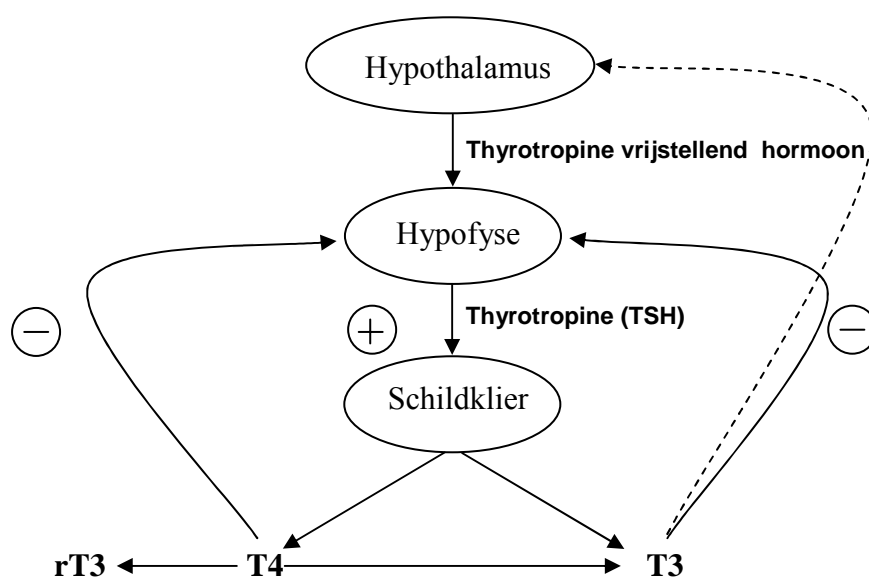 Hypothalamus
Thyrotropine vrijstellend hormoon
Hypofyse
−
+
Thyrotropine (TSH)
−
Schildklier
rT3 T4 T3